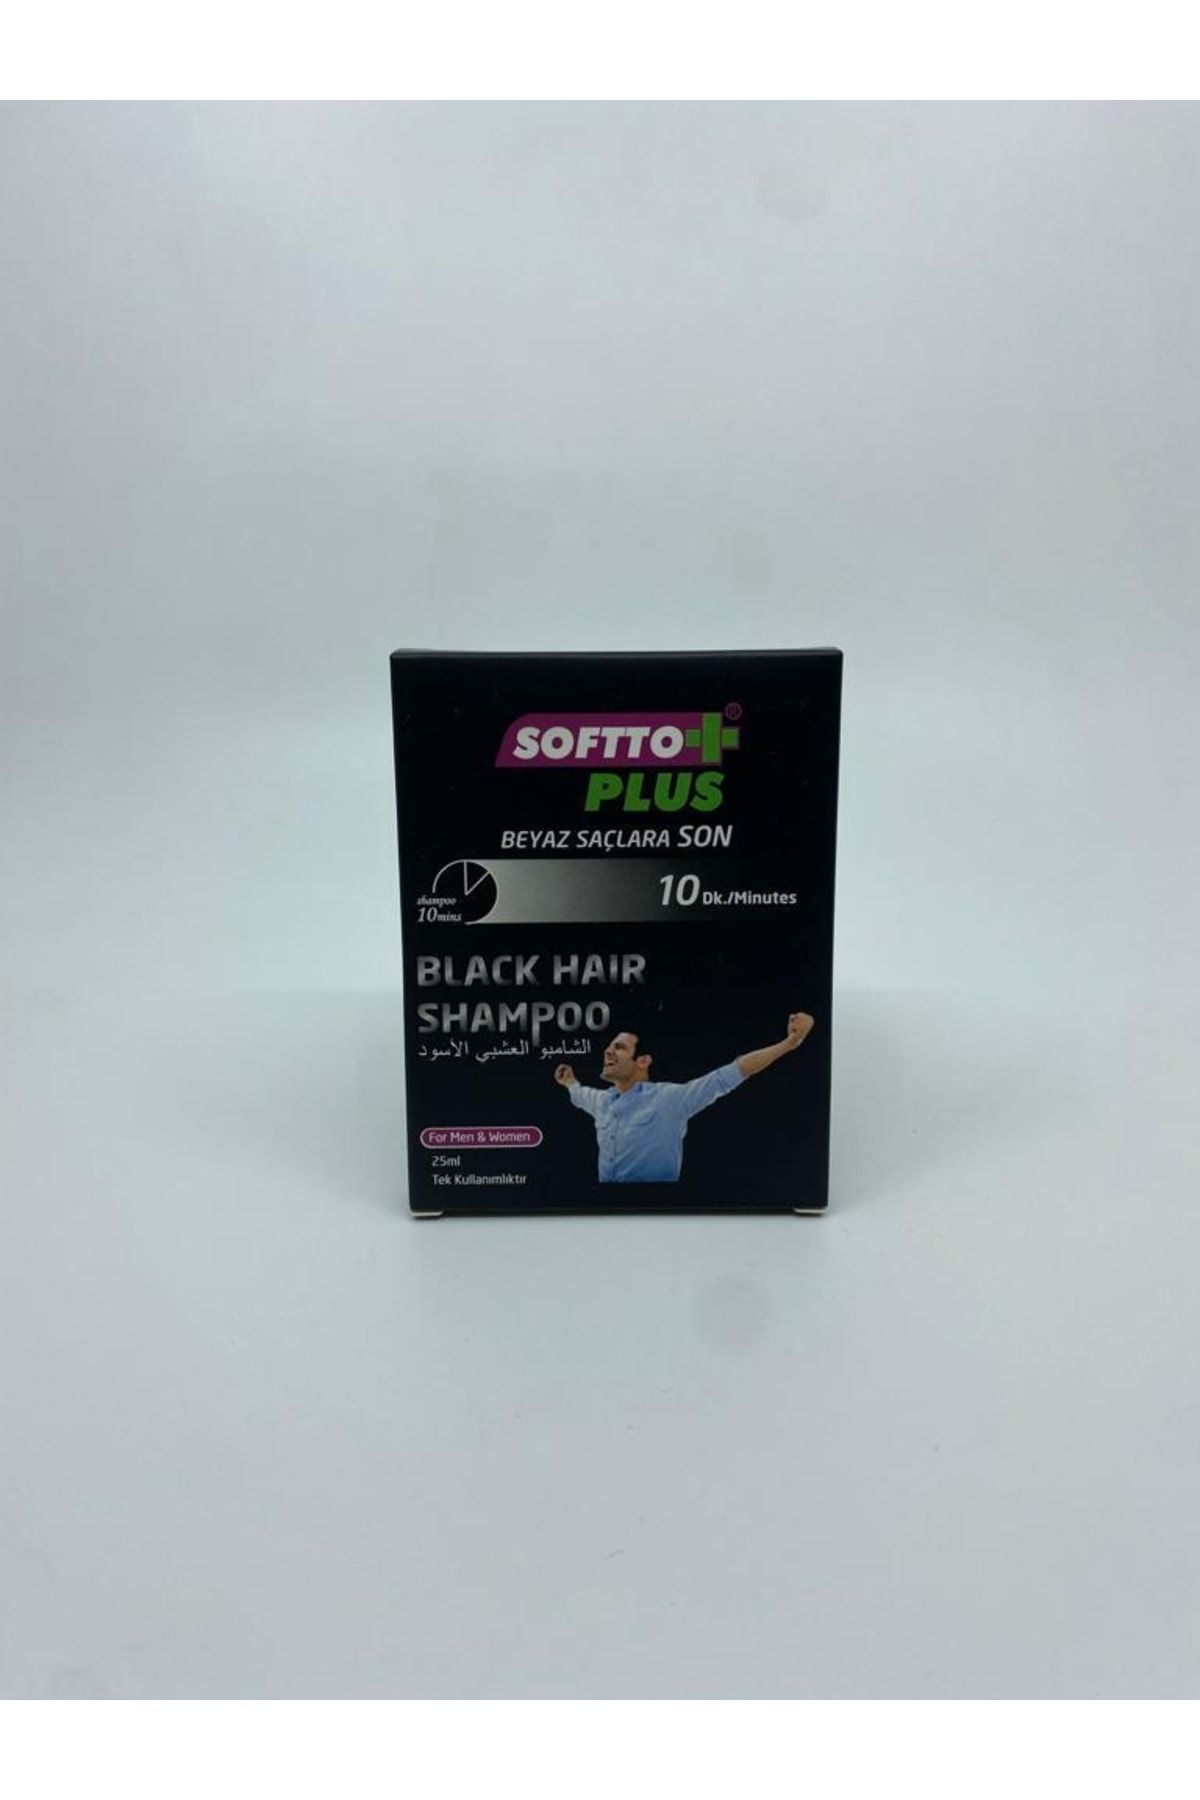 SOFTTO+®
PLUS
BEYAZ SAÇLARA SON
shampoo
10mins
10 Dk./Minutes
BLACK HAIR
SHAMPOO
الشامبو العشبي الأسود
For Men & Women
25ml
Tek Kullanımlıktır